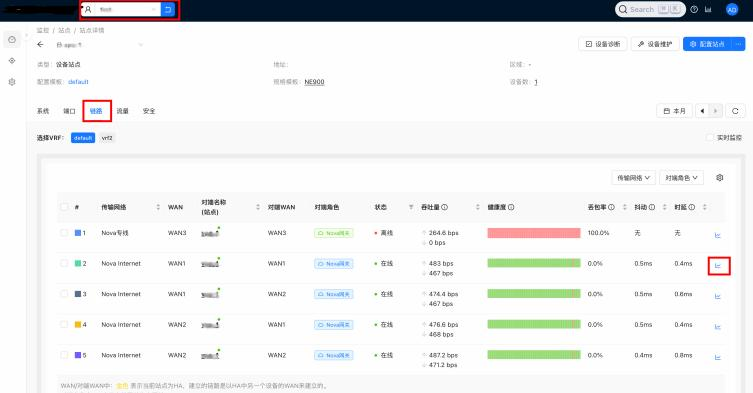 Search ⌘ K
AD
监控 / 站点 / 站点详情
设备诊断 设备维护 配置站点 ...
类型: 设备站点 地址: 区域: -
配置模板: default 规格模板: NE900 设备数: 1
系统 端口 链路 流量 安全 本月
选择VRF: default vrf2 实时监控
传输网络 对端角色
# 传输网络 WAN 对端名称 (站点) 对端WAN 对端角色 状态 吞吐量 健康度 丢包率 抖动 时延
1 Nova专线 WAN3 WAN3 Nova网关 离线 ↑ 264.6 bps 100.0% 无 无
↓ 0 bps
2 Nova Internet WAN1 WAN1 Nova网关 在线 ↑ 483 bps 0.0% 0.5ms 0.4ms
↓ 467 bps
3 Nova Internet WAN1 WAN2 Nova网关 在线 ↑ 474.4 bps 0.0% 0.5ms 0.6ms
↓ 467 bps
4 Nova Internet WAN2 WAN1 Nova网关 在线 ↑ 476.6 bps 0.0% 0.5ms 0.4ms
↓ 468 bps
5 Nova Internet WAN2 WAN2 Nova网关 在线 ↑ 487.2 bps 0.0% 0.4ms 0.8ms
↓ 471.2 bps
WAN/对端WAN中: 金色 表示当前站点为HA, 建立的链路是以HA中另一个设备的WAN来建立的。